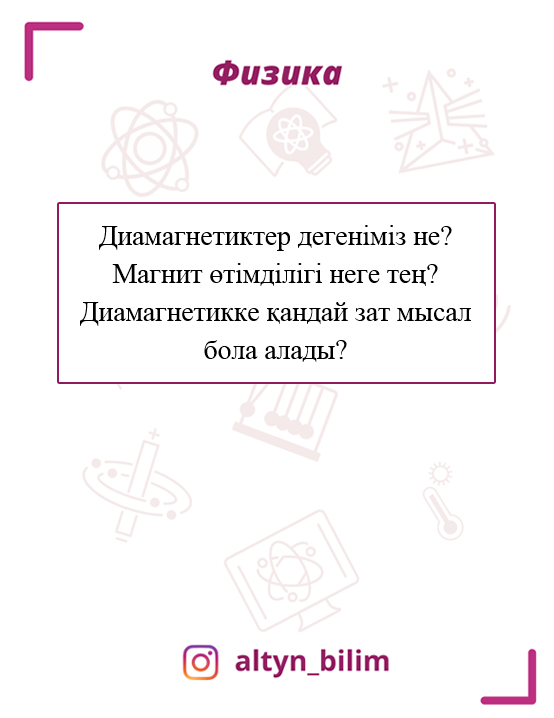 Физика
Диамагнетиктер дегеніміз не?
Магнит өтімділігі неге тең?
Диамагнетикке қандай зат мысал
бола алады?
altyn_bilim